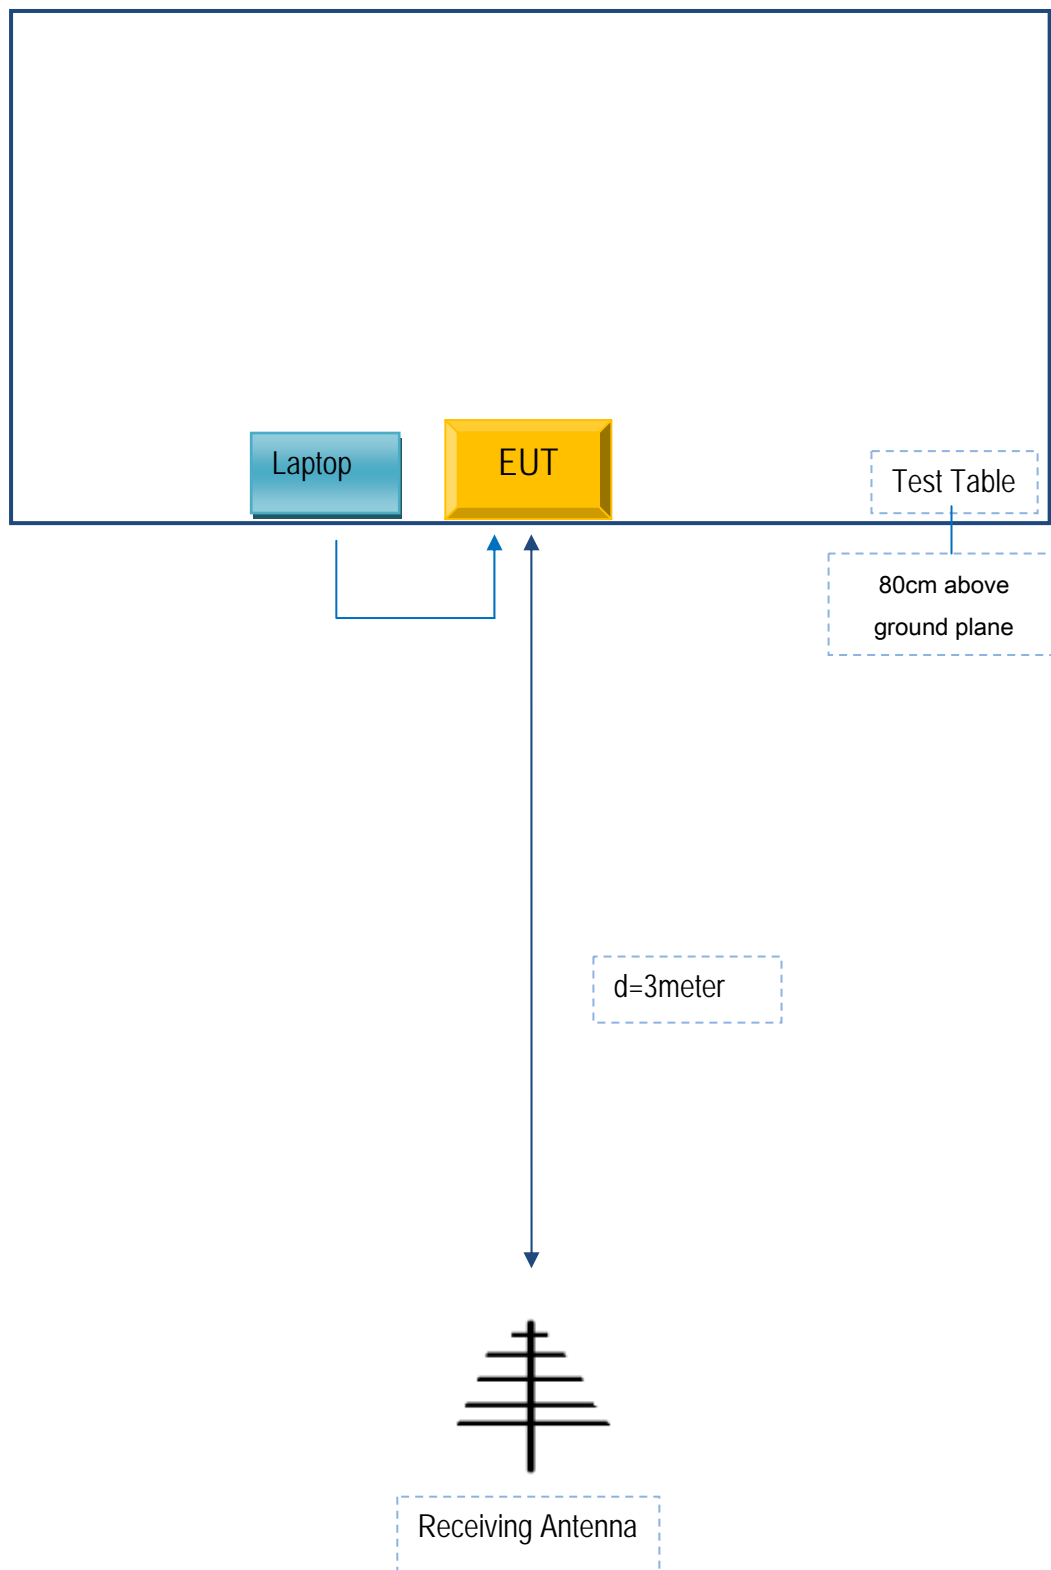 Laptop
EUT
Test Table
80cm above
ground plane
d=3meter
Receiving Antenna